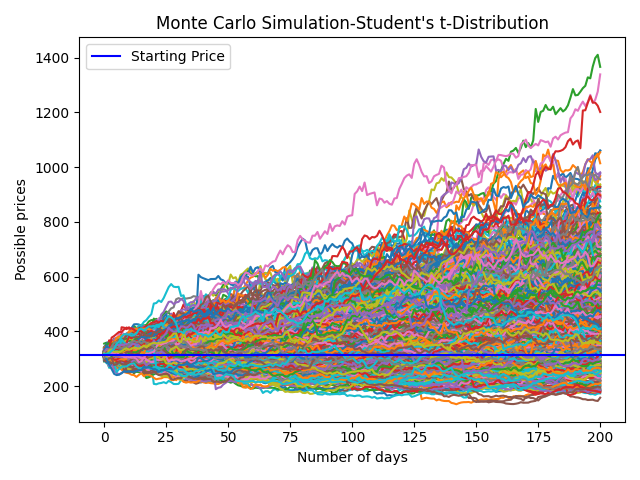 Monte Carlo Simulation-Student's t-Distribution
Starting Price
Possible prices
1400
1200
1000
800
600
400
200
0 25 50 75 100 125 150 175 200
Number of days